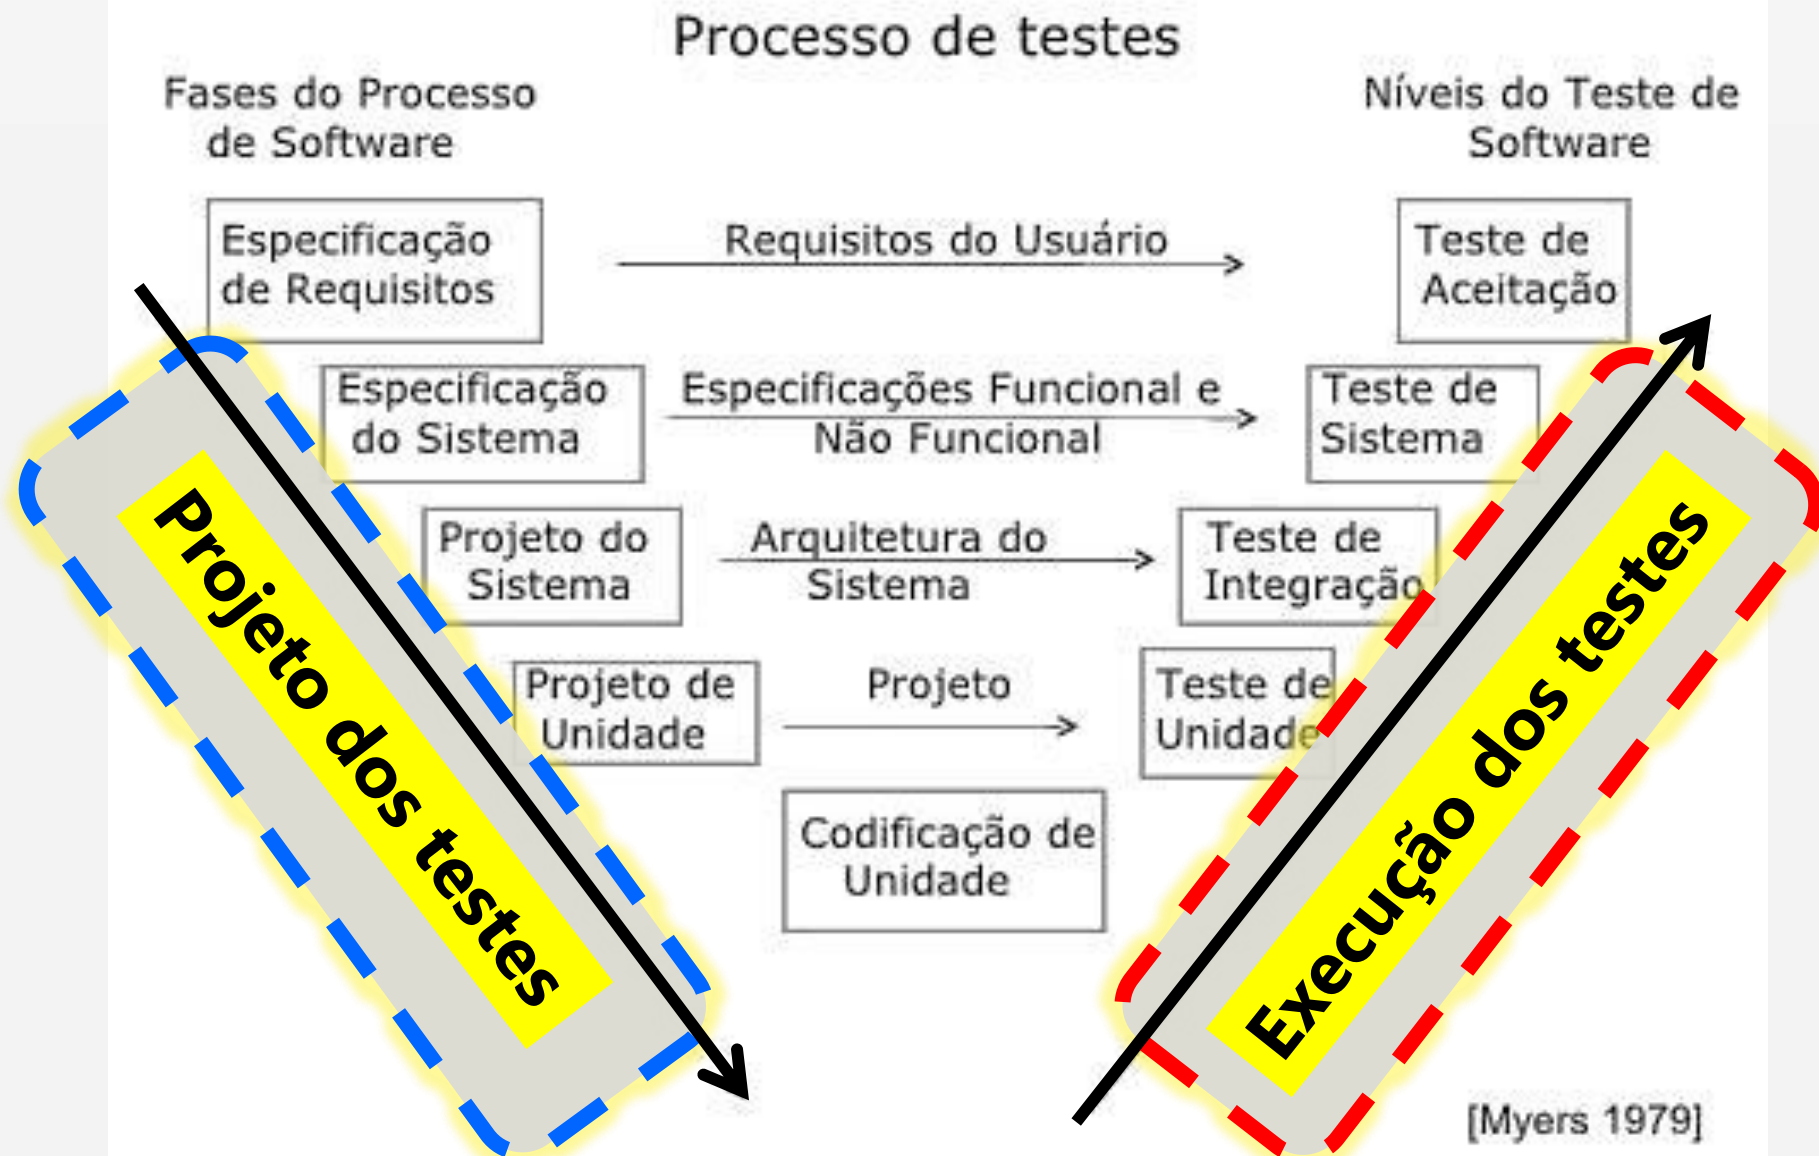 Processo de testes
Fases do Processo
de Software
Níveis do Teste de
Software
Especificação
de Requisitos
Requisitos do Usuário
Teste de
Aceitação
Especificação
do Sistema
Especificações Funcional e
Não Funcional
Teste de
Sistema
Projeto do
Sistema
Arquitetura do
Sistema
Teste de
Integração
Projeto de
Unidade
Projeto
Teste de
Unidade
Codificação de
Unidade
Projeto dos testes
Execução dos testes
[Myers 1979]